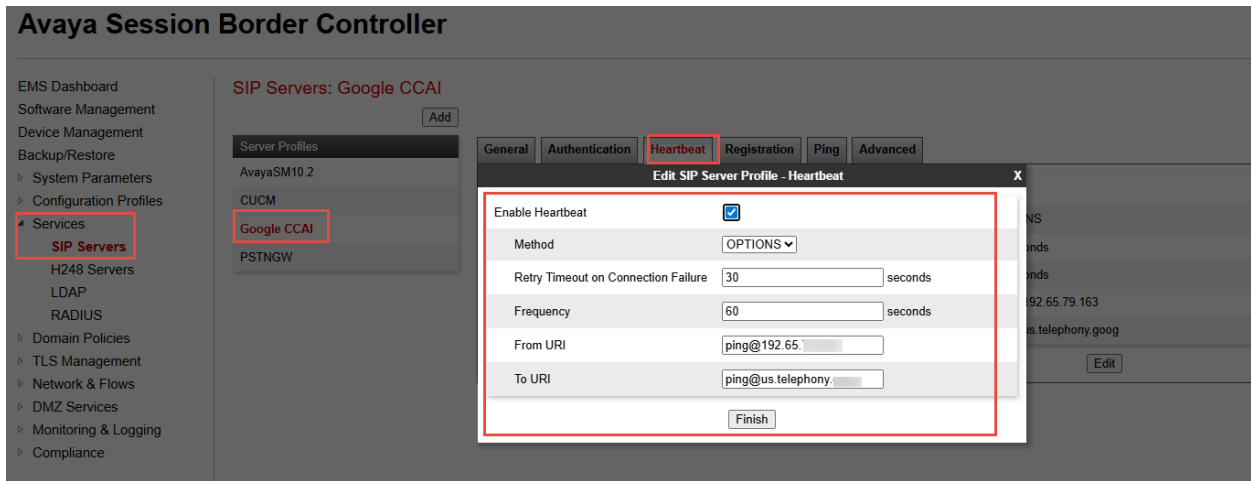 Avaya Session Border Controller
EMS Dashboard
Software Management
Device Management
Backup/Restore
System Parameters
Configuration Profiles
Services
SIP Servers
H248 Servers
LDAP
RADIUS
Domain Policies
TLS Management
Network & Flows
DMZ Services
Monitoring & Logging
Compliance
SIP Servers: Google CCAI
Add
Server Profiles
AvayaSM10.2
CUCM
Google CCAI
PSTNGW
General Authentication Heartbeat Registration Ping Advanced
Edit SIP Server Profile - Heartbeat X
Enable Heartbeat
Method OPTIONS
Retry Timeout on Connection Failure 30 seconds
Frequency 60 seconds
From URI ping@192.65.
To URI ping@us.telephony.
Finish
NS
onds
onds
192.65.79.163
us.telephony.goog
Edit